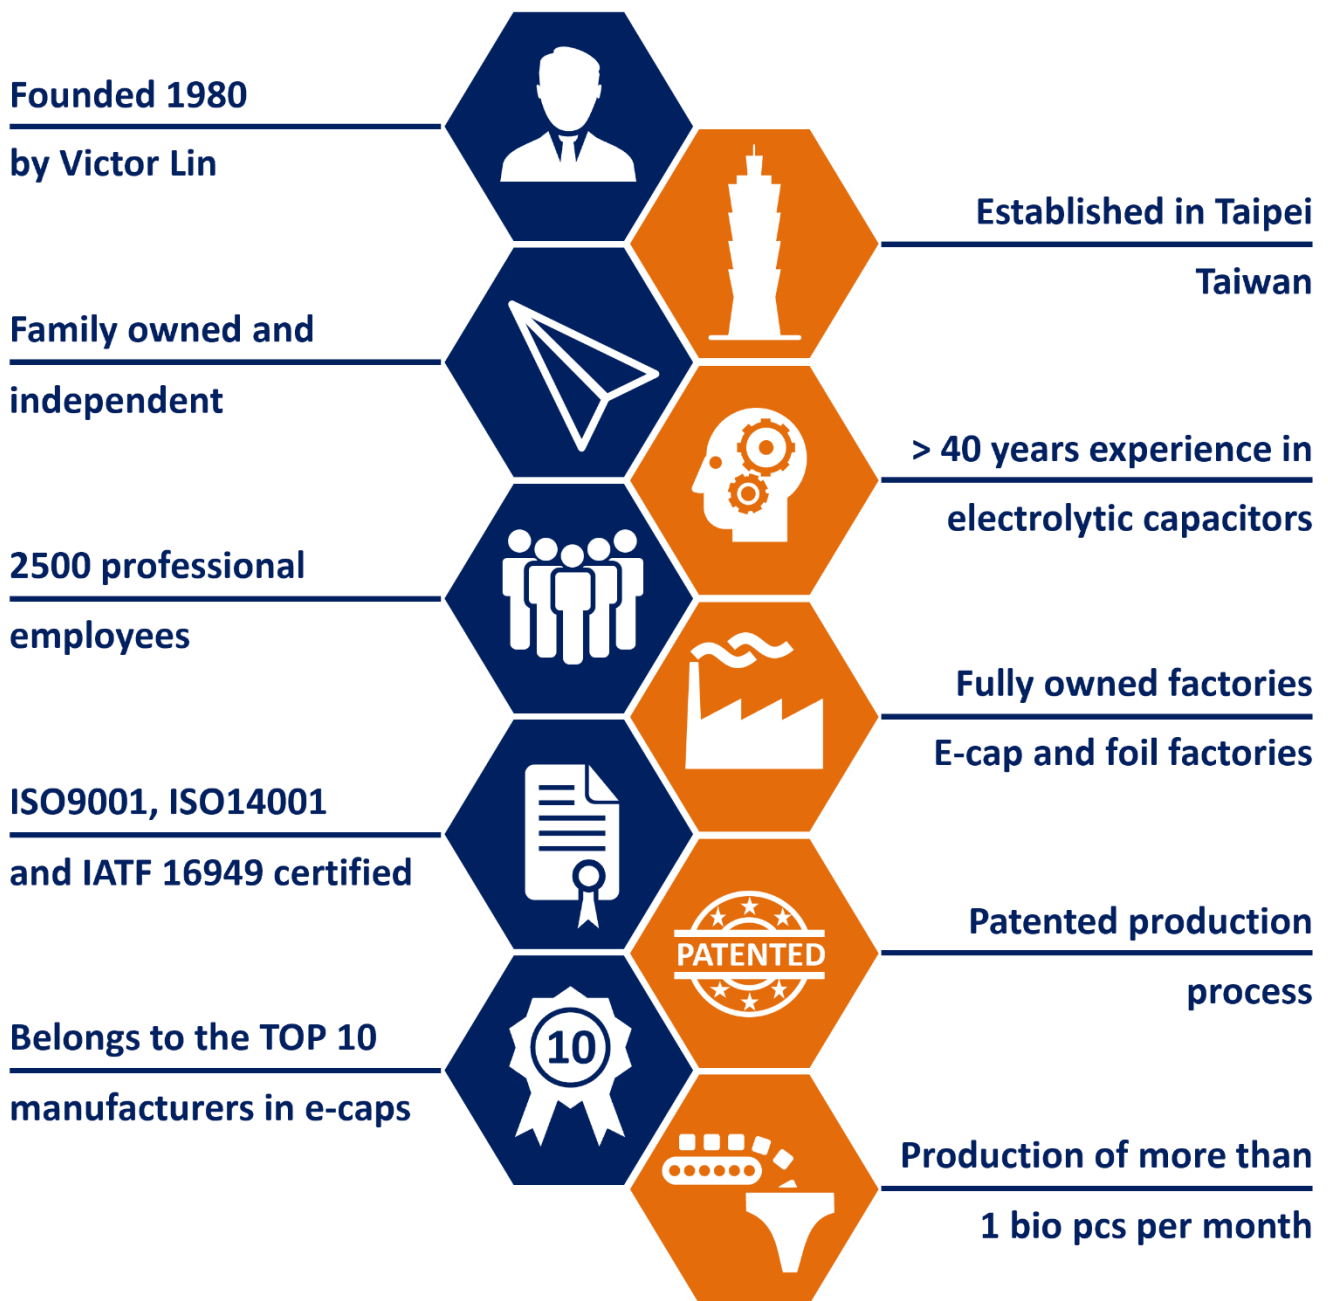 Founded 1980
by Victor Lin
Established in Taipei
Taiwan
Family owned and
independent
> 40 years experience in
electrolytic capacitors
2500 professional
employees
Fully owned factories
E-cap and foil factories
ISO9001, ISO14001
and IATF 16949 certified
PATENTED
Patented production
process
Belongs to the TOP 10
manufacturers in e-caps
10
Production of more than
1 bio pcs per month